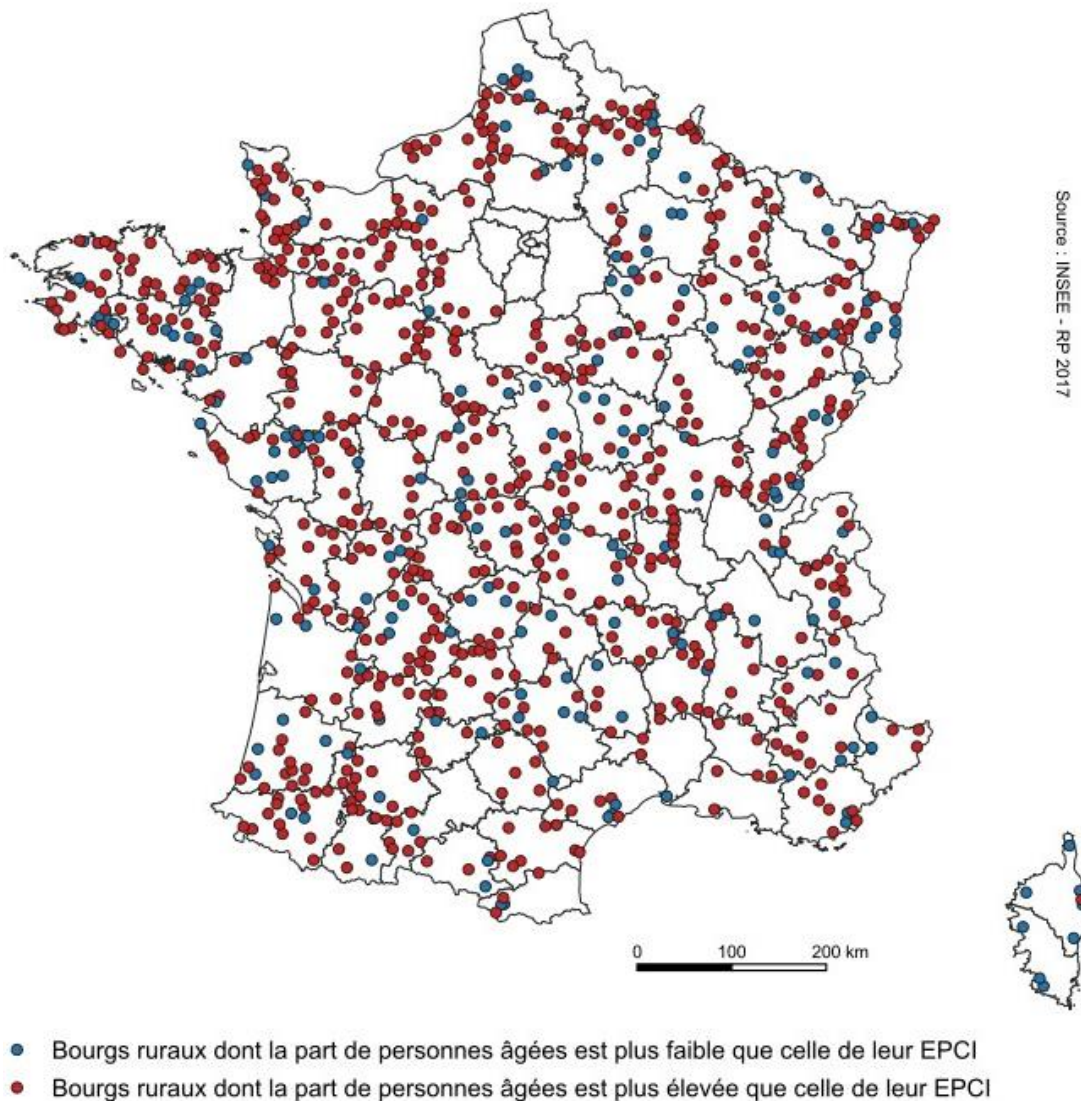 Source : INSEE - RP 2017
0 100 200 km
Bourgs ruraux dont la part de personnes âgées est plus faible que celle de leur EPCI
Bourgs ruraux dont la part de personnes âgées est plus élevée que celle de leur EPCI